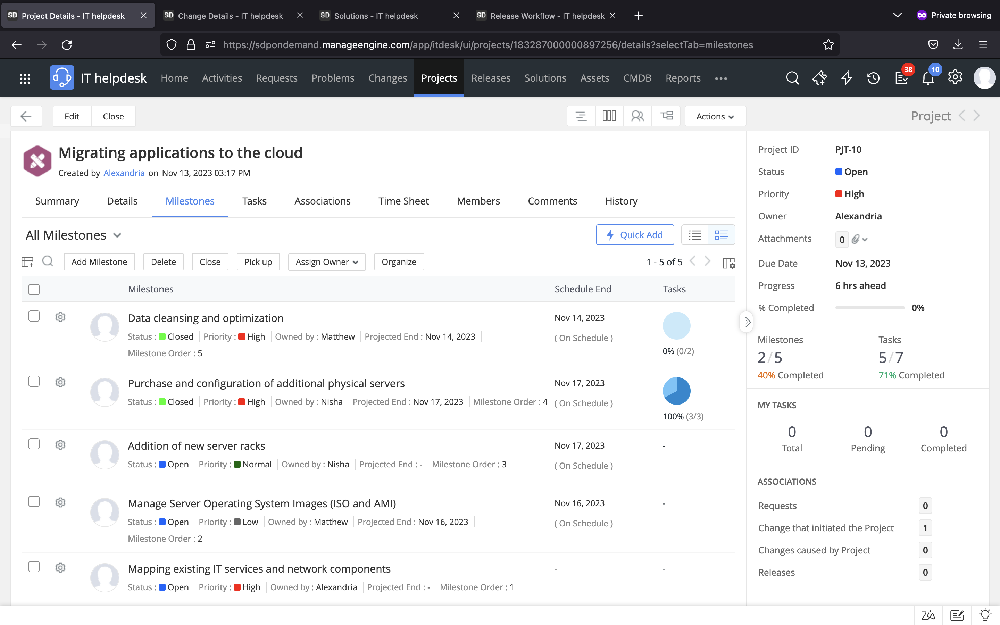 SD Project Details - IT helpdesk
SD Change Details - IT helpdesk
SD Solutions - IT helpdesk
SD Release Workflow - IT helpdesk
Private browsing
https://sdpondemand.manageengine.com/app/itdesk/ui/projects/183287000000897256/details?selectTab=milestones
IT helpdesk Home Activities Requests Problems Changes Projects Releases Solutions Assets CMDB Reports 38 10
Edit Close Actions Project
Migrating applications to the cloud
Created by Alexandria on Nov 13, 2023 03:17 PM
Summary Details Milestones Tasks Associations Time Sheet Members Comments History
All Milestones Quick Add
Add Milestone Delete Close Pick up Assign Owner Organize 1 - 5 of 5
Milestones Schedule End Tasks
Data cleansing and optimization Nov 14, 2023
Status : Closed Priority : High Owned by : Matthew Projected End : Nov 14, 2023 ( On Schedule )
Milestone Order : 5 0% (0/2)
Purchase and configuration of additional physical servers Nov 17, 2023
Status : Closed Priority : High Owned by : Nisha Projected End : Nov 17, 2023 Milestone Order : 4 ( On Schedule )
100% (3/3)
Addition of new server racks Nov 17, 2023 -
Status : Open Priority : Normal Owned by : Nisha Projected End : - Milestone Order : 3 ( On Schedule )
Manage Server Operating System Images (ISO and AMI) Nov 16, 2023 -
Status : Open Priority : Low Owned by : Matthew Projected End : Nov 16, 2023 ( On Schedule )
Milestone Order : 2
Mapping existing IT services and network components - -
Status : Open Priority : High Owned by : Alexandria Projected End : - Milestone Order : 1
Project ID PJT-10
Status Open
Priority High
Owner Alexandria
Attachments 0
Due Date Nov 13, 2023
Progress 6 hrs ahead
% Completed 0%
Milestones Tasks
2/5 5/7
40% Completed 71% Completed
MY TASKS
0 0 0
Total Pending Completed
ASSOCIATIONS
Requests 0
Change that initiated the Project 1
Changes caused by Project 0
Releases 0